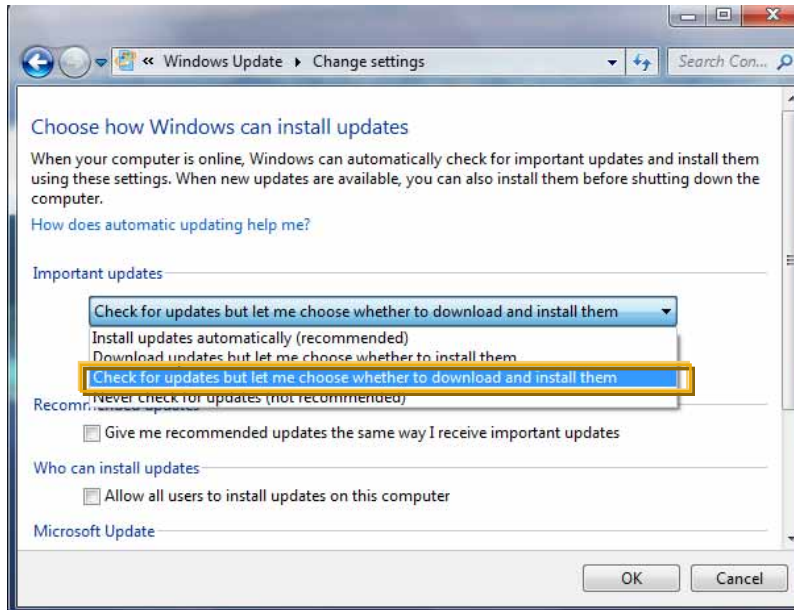 « Windows Update ▸ Change settings
Search Con...
Choose how Windows can install updates
When your computer is online, Windows can automatically check for important updates and install them
using these settings. When new updates are available, you can also install them before shutting down the
computer.
How does automatic updating help me?
Important updates
Check for updates but let me choose whether to download and install them
Install updates automatically (recommended)
Download updates but let me choose whether to install them
Check for updates but let me choose whether to download and install them
Never check for updates (not recommended)
Recommended updates
Give me recommended updates the same way I receive important updates
Who can install updates
Allow all users to install updates on this computer
Microsoft Update
OK
Cancel